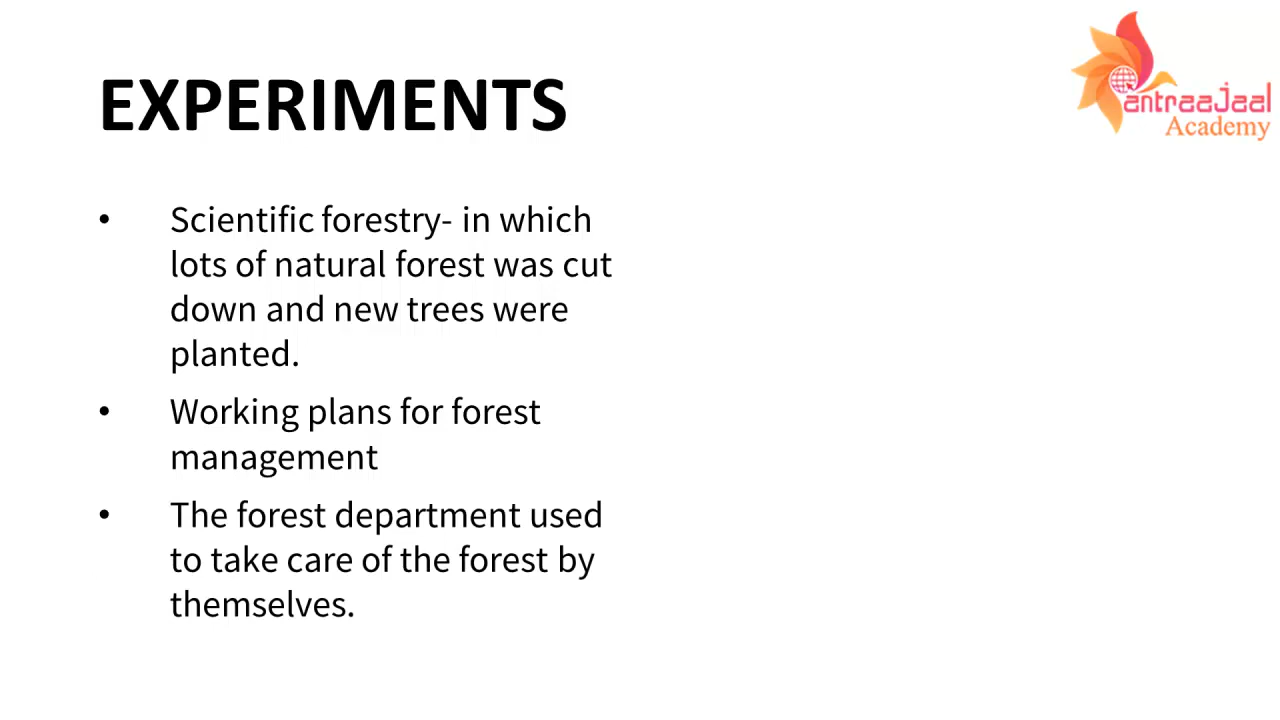 EXPERIMENTS
antraajaal
Academy
• Scientific forestry- in which
lots of natural forest was cut
down and new trees were
planted.
• Working plans for forest
management
• The forest department used
to take care of the forest by
themselves.